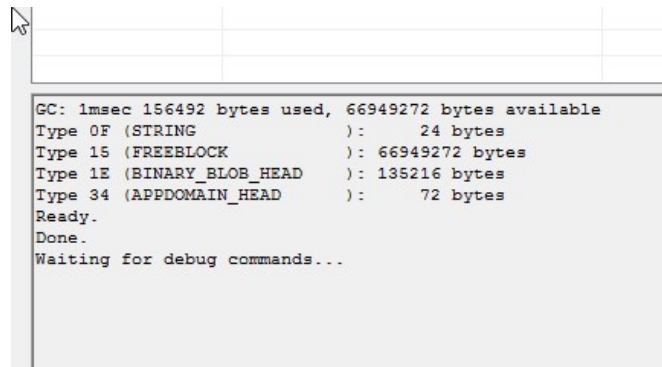 GC: 1msec 156492 bytes used, 66949272 bytes available
Type 0F (STRING              ):     24 bytes
Type 15 (FREEBLOCK           ): 66949272 bytes
Type 1E (BINARY_BLOB_HEAD    ): 135216 bytes
Type 34 (APPDOMAIN_HEAD      ):     72 bytes
Ready.
Done.
Waiting for debug commands...